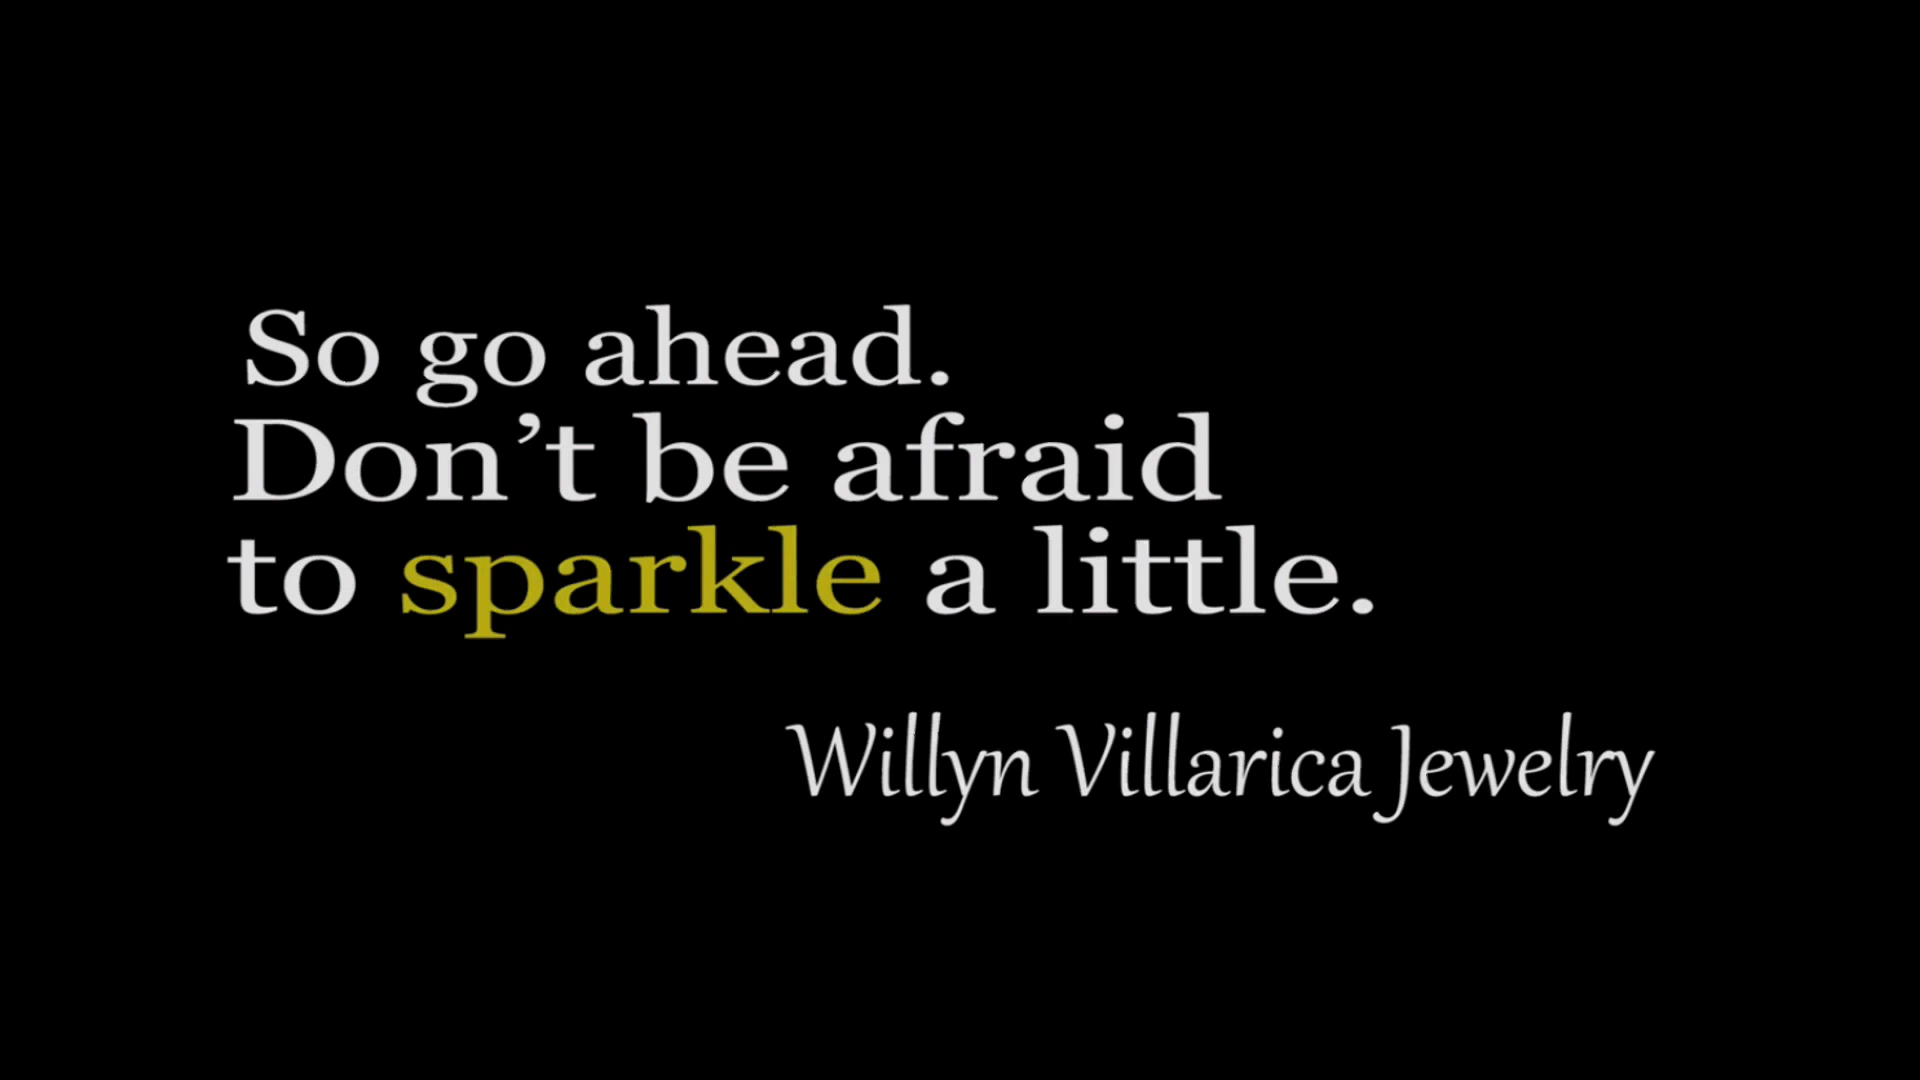 So go ahead.
Don’t be afraid
to sparkle a little.
Willyn Villarica Jewelry